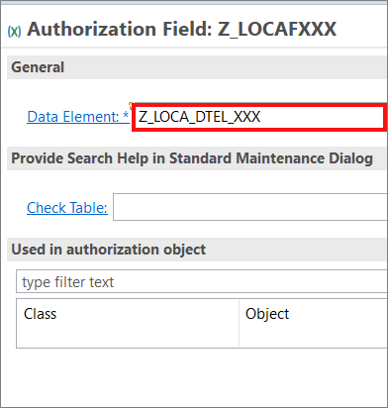 (x) Authorization Field: Z_LOCAFXXX
General
Data Element: * Z_LOCA_DTEL_XXX
Provide Search Help in Standard Maintenance Dialog
Check Table:
Used in authorization object
type filter text
Class Object